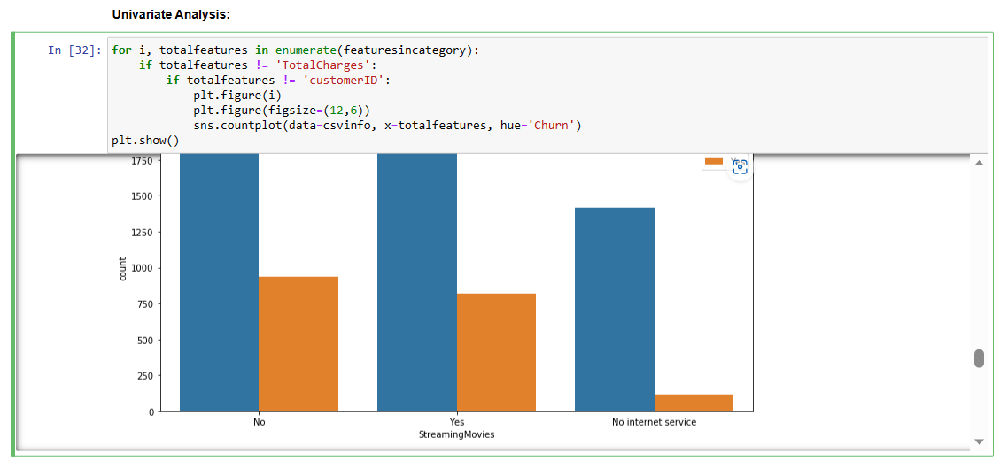 Univariate Analysis:
In [32]: for i, totalfeatures in enumerate(featuresincategory):
if totalfeatures != 'TotalCharges':
if totalfeatures != 'customerID':
plt.figure(i)
plt.figure(figsize=(12,6))
sns.countplot(data=csvinfo, x=totalfeatures, hue='Churn')
plt.show()
1750
1500
1250
1000
750
500
250
0
count
No Yes No internet service
StreamingMovies